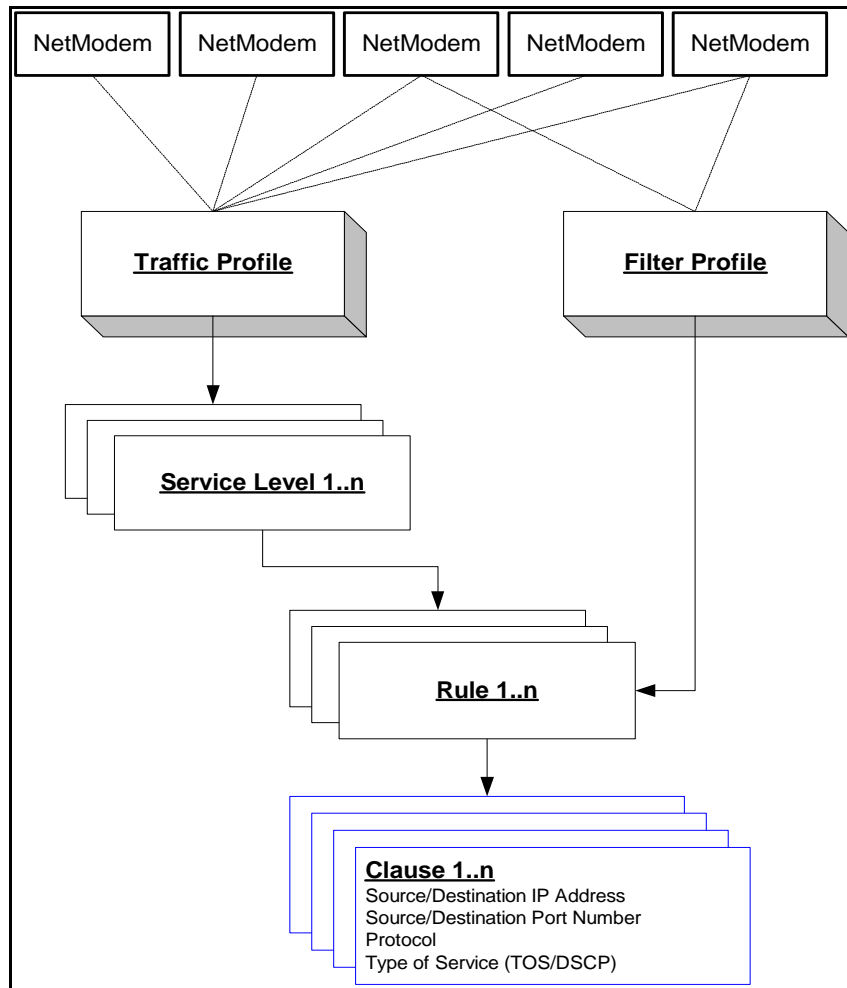 NetModem
NetModem
NetModem
NetModem
NetModem
Traffic Profile
Filter Profile
Service Level 1..n
Rule 1..n
Clause 1..n
Source/Destination IP Address
Source/Destination Port Number
Protocol
Type of Service (TOS/DSCP)